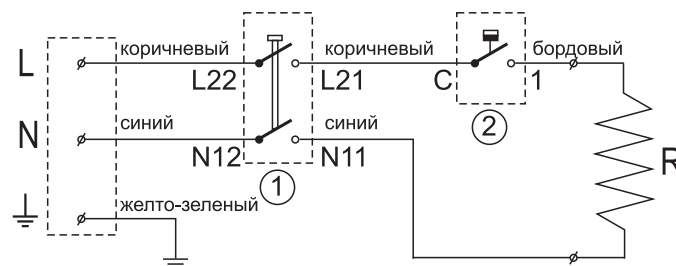 L коричневый L22 коричневый L21 C 1 бордовый
N синий N12 синий N11
1 2 R
желто-зеленый